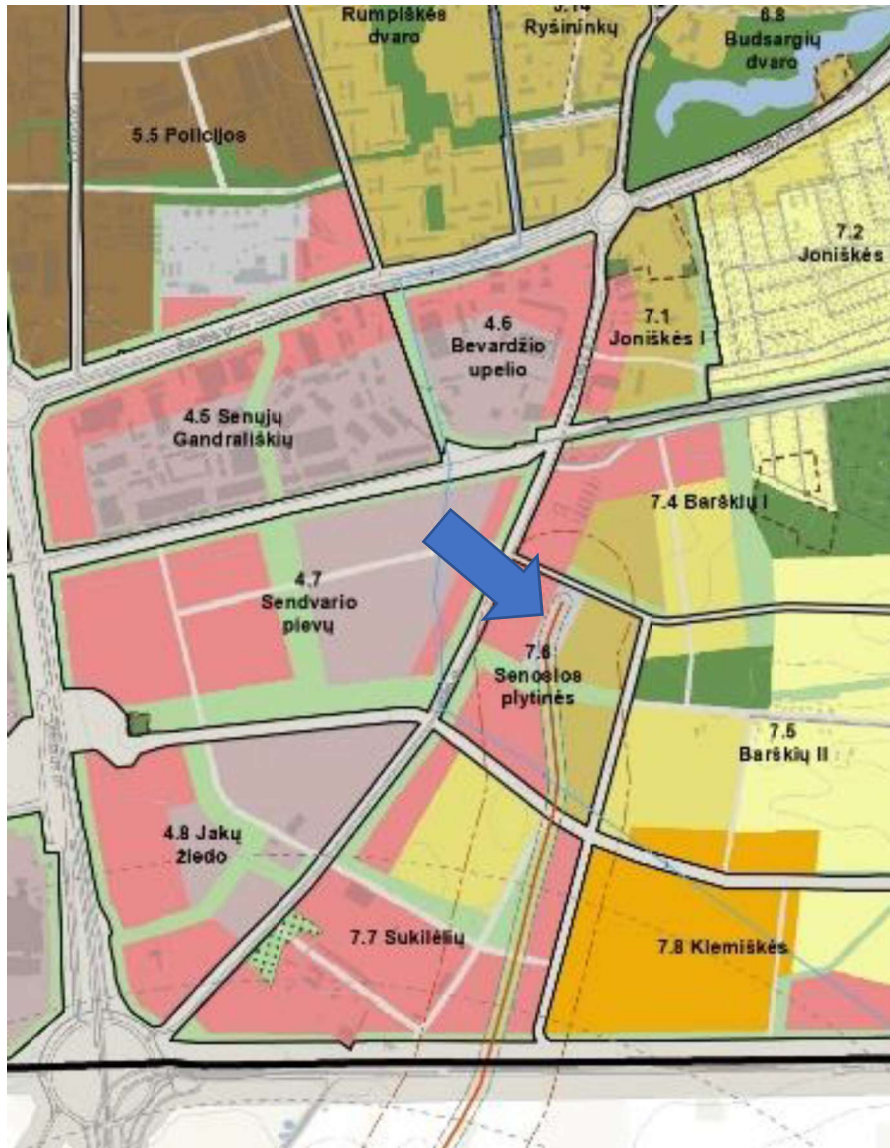 Rumpiškės
dvaro
5.14
Ryšininkų
6.8
Budsargių
dvaro
5.5 Policijos
7.2
Joniškės
4.6
Bevardžio
upelio
7.1
Joniškės I
4.5 Senųjų
Gandrališkių
7.4 Barškių I
4.7
Sendvario
pievų
7.6
Senosios
plytinės
7.5
Barškių II
4.8 Jakų
žiedo
7.7 Sukilėlių
7.8 Klemiškės